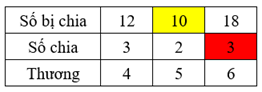 Số bị chia 12 10 18
Số chia 3 2 3
Thương 4 5 6